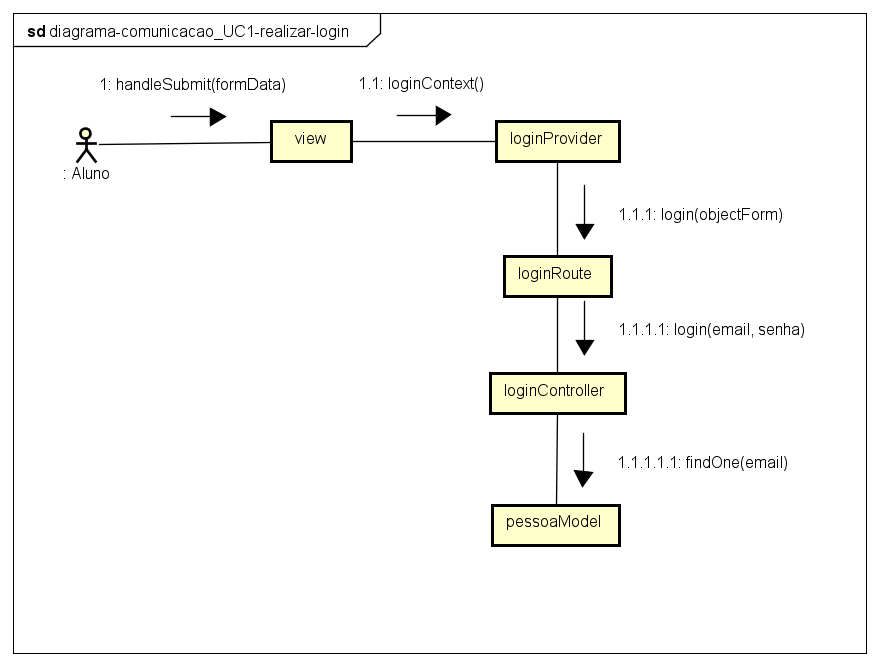 sd diagrama-comunicacao_UC1-realizar-login
1: handleSubmit(formData)
1.1: loginContext()
view
loginProvider
: Aluno
1.1.1: login(objectForm)
loginRoute
1.1.1.1: login(email, senha)
loginController
1.1.1.1.1: findOne(email)
pessoaModel